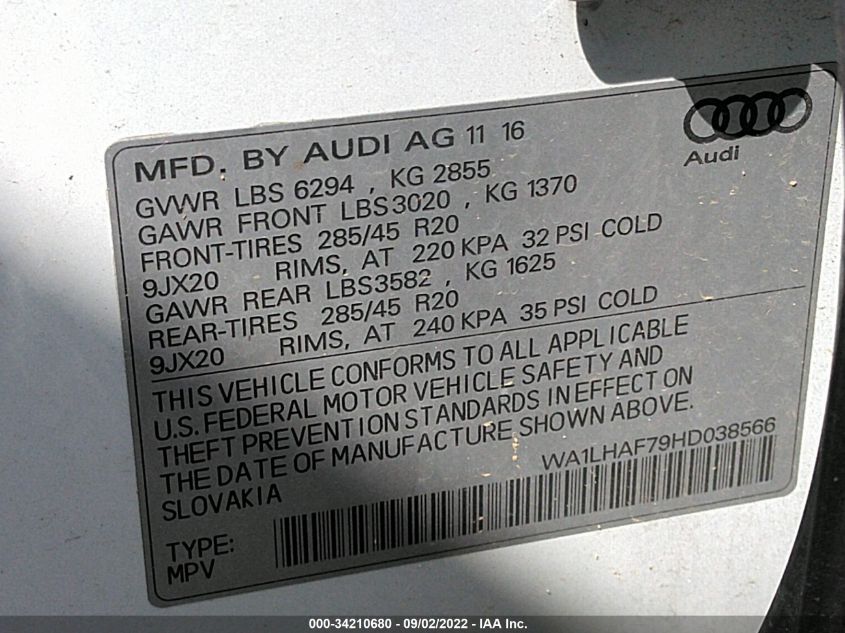 MFD. BY AUDI AG 11 16
Audi
GVWR LBS 6294 , KG 2855
GAWR FRONT LBS3020 , KG 1370
FRONT-TIRES 285/45 R20
9JX20 RIMS, AT 220 KPA 32 PSI COLD
GAWR REAR LBS3582 , KG 1625
REAR-TIRES 285/45 R20
9JX20 RIMS, AT 240 KPA 35 PSI COLD
THIS VEHICLE CONFORMS TO ALL APPLICABLE
U.S. FEDERAL MOTOR VEHICLE SAFETY AND
THEFT PREVENTION STANDARDS IN EFFECT ON
THE DATE OF MANUFACTURE SHOWN ABOVE.
SLOVAKIA
WA1LHAF79HD038566
TYPE:
MPV
000-34210680 - 09/02/2022 - IAA Inc.